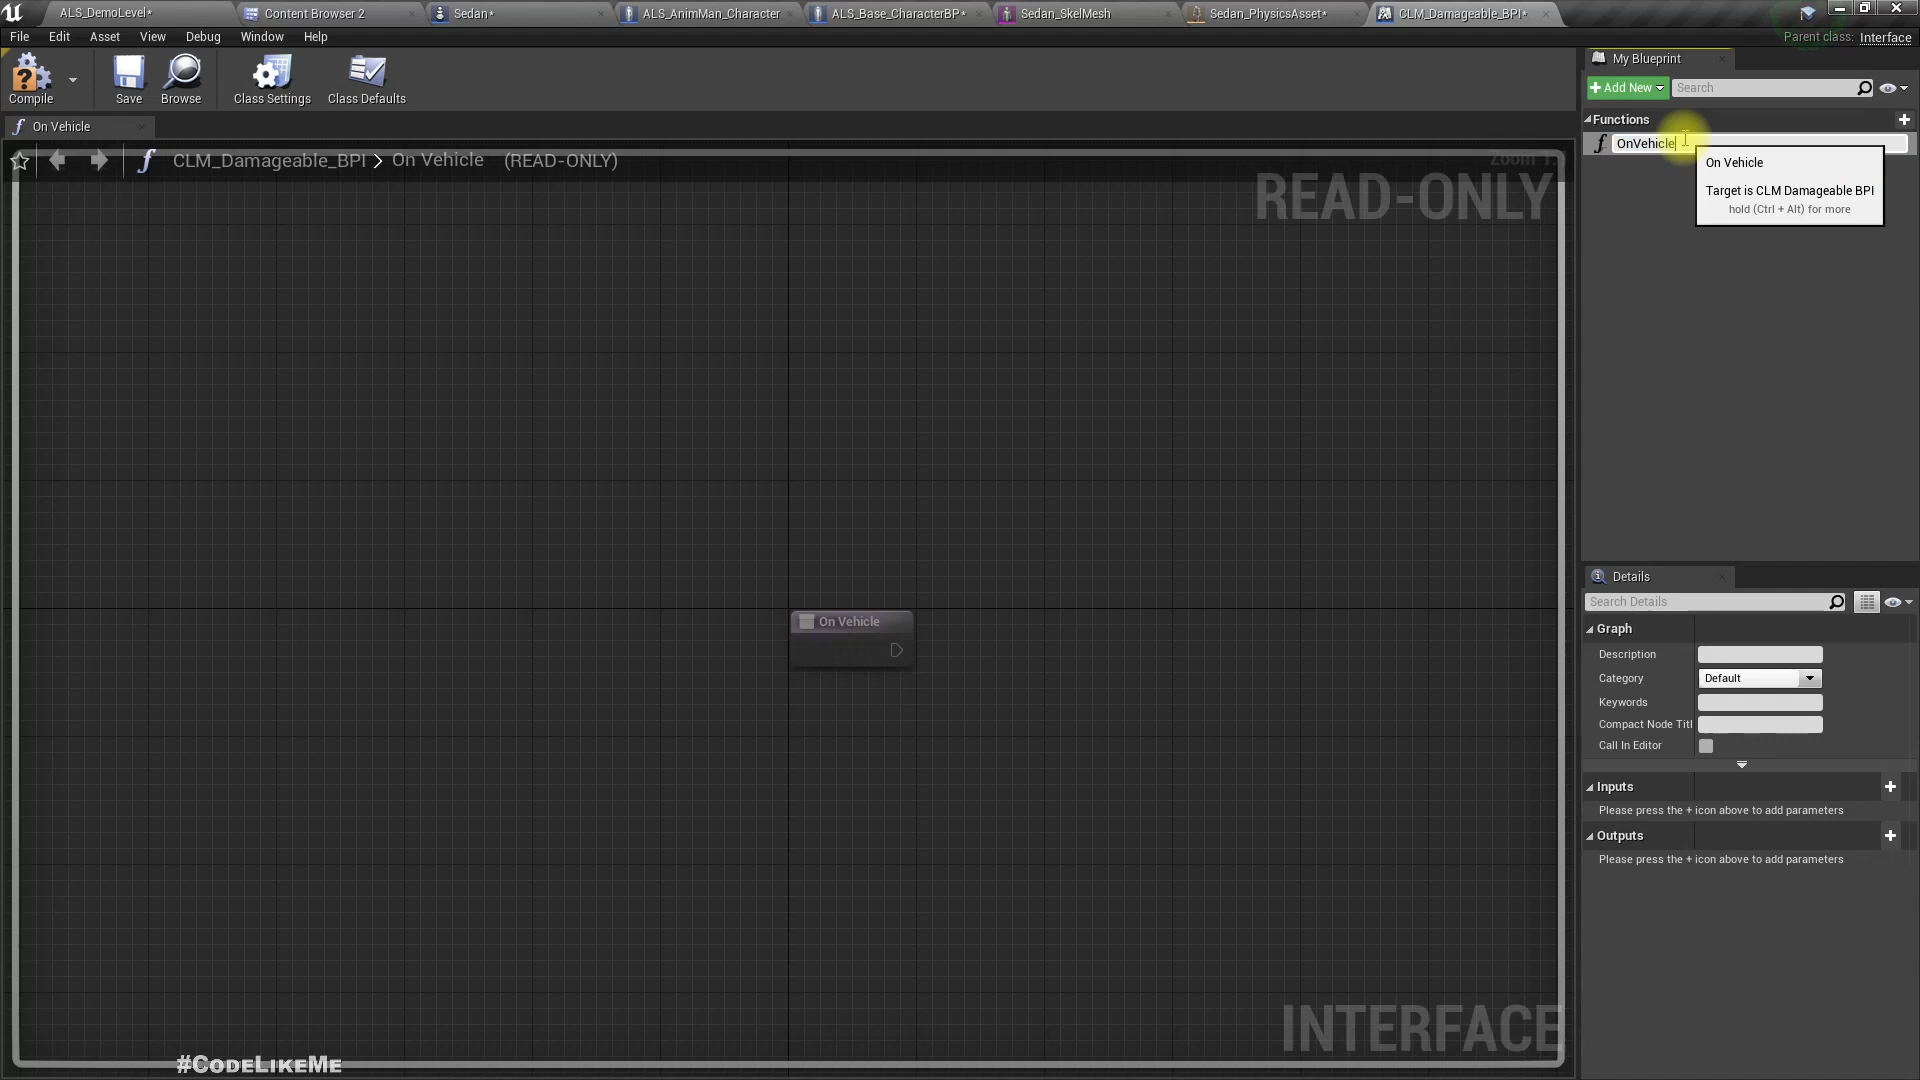 ALS_DemoLevel*
Content Browser 2
Sedan*
ALS_AnimMan_Character
ALS_Base_CharacterBP*
Sedan_SkelMesh
Sedan_PhysicsAsset*
CLM_Damageable_BPI*
File
Edit
Asset
View
Debug
Window
Help
Parent class: Interface
Compile
Save
Browse
Class Settings
Class Defaults
My Blueprint
+ Add New
Search
Functions
OnVehicle
On Vehicle
Target is CLM Damageable BPI
hold (Ctrl + Alt) for more
On Vehicle
CLM_Damageable_BPI > On Vehicle (READ-ONLY)
READ-ONLY
On Vehicle
Details
Search Details
Graph
Description
Category
Default
Keywords
Compact Node Titl
Call In Editor
Inputs
Please press the + icon above to add parameters
Outputs
Please press the + icon above to add parameters
INTERFACE
#CodeLikeMe